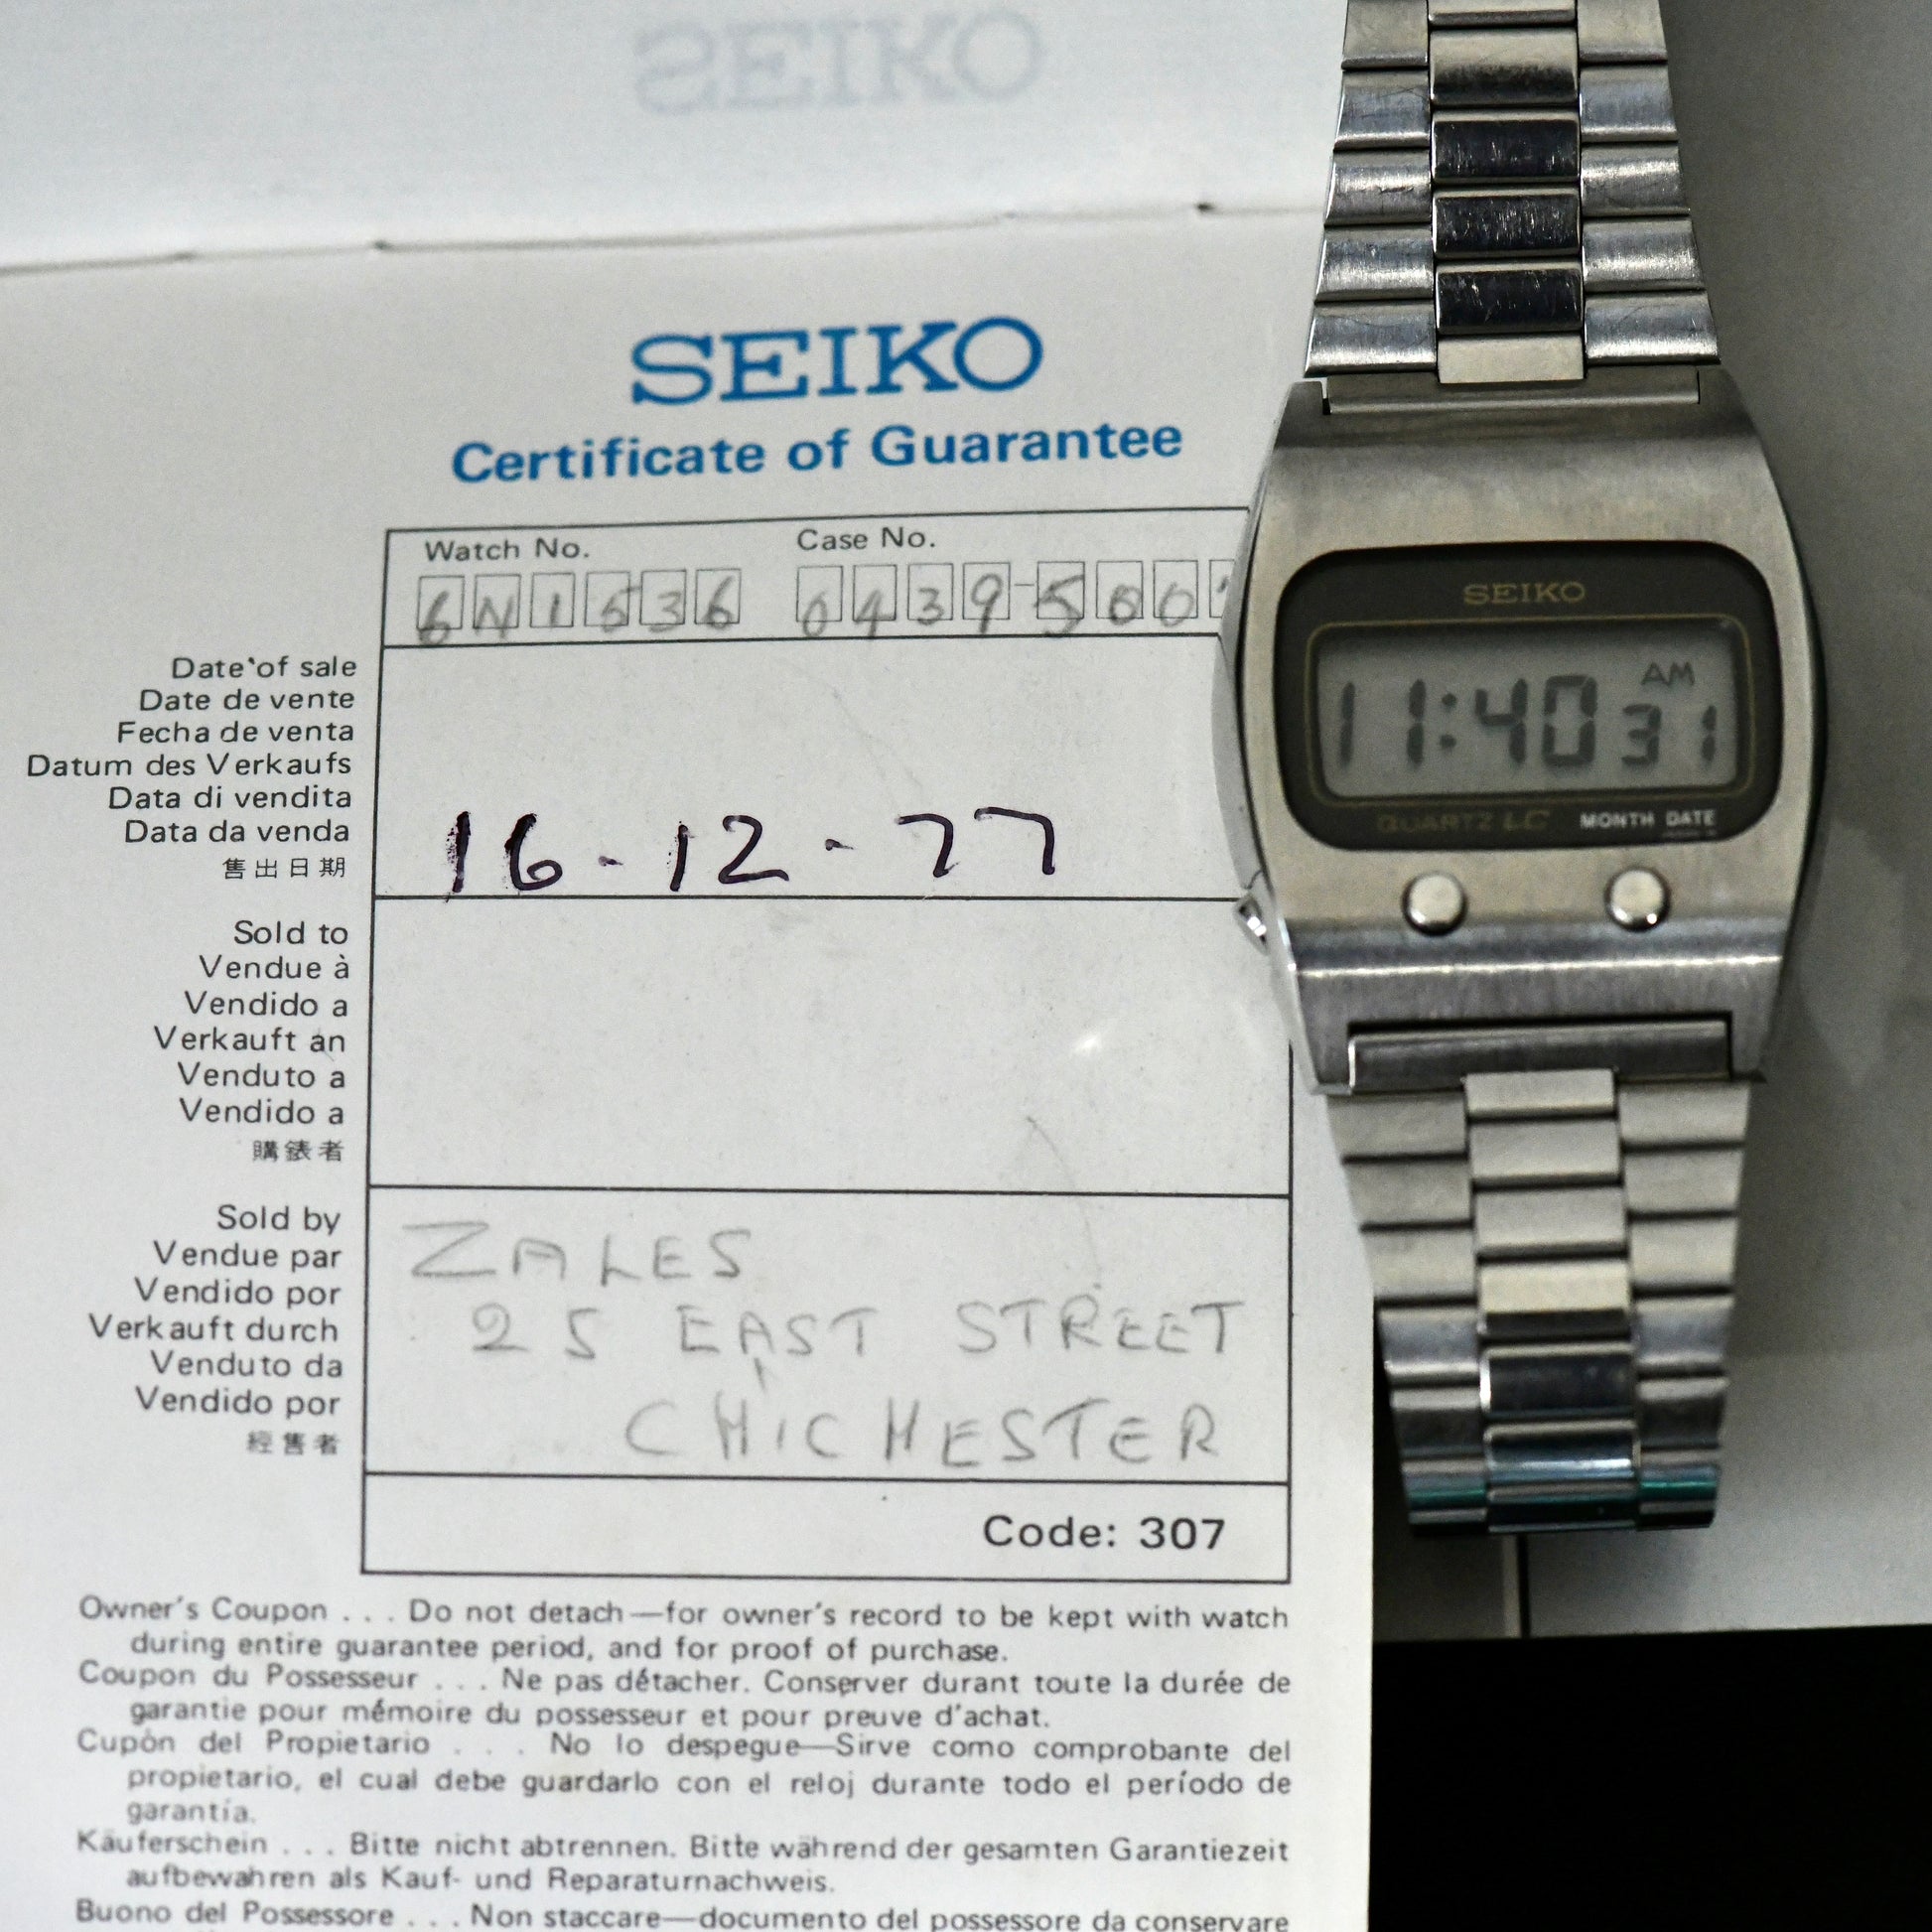 SEIKO
SEIKO
Certificate of Guarantee
Watch No. Case No.
6N1536 0439-500
Date of sale
Date de vente
Fecha de venta
Datum des Verkaufs
Data di vendita
Data da venda
售出日期
16-12-77
Sold to
Vendue à
Vendido a
Verkauft an
Venduto a
Vendido a
購錶者
Sold by
Vendue par
Vendido por
Verkauft durch
Venduto da
Vendido por
經售者
ZALES
25 EAST STREET
CHICHESTER
Code: 307
Owner's Coupon . . . Do not detach—for owner's record to be kept with watch
during entire guarantee period, and for proof of purchase.
Coupon du Possesseur . . . Ne pas détacher. Conserver durant toute la durée de
garantie pour mémoire du possesseur et pour preuve d'achat.
Cupón del Propietario . . . No lo despegue—Sirve como comprobante del
propietario, el cual debe guardarlo con el reloj durante todo el período de
garantía.
Käuferschein . . . Bitte nicht abtrennen. Bitte während der gesamten Garantiezeit
aufbewahren als Kauf- und Reparaturnachweis.
Buono del Possessore . . . Non staccare—documento del possessore da conservare
SEIKO
AM
11:40 31
QUARTZ LC MONTH DATE